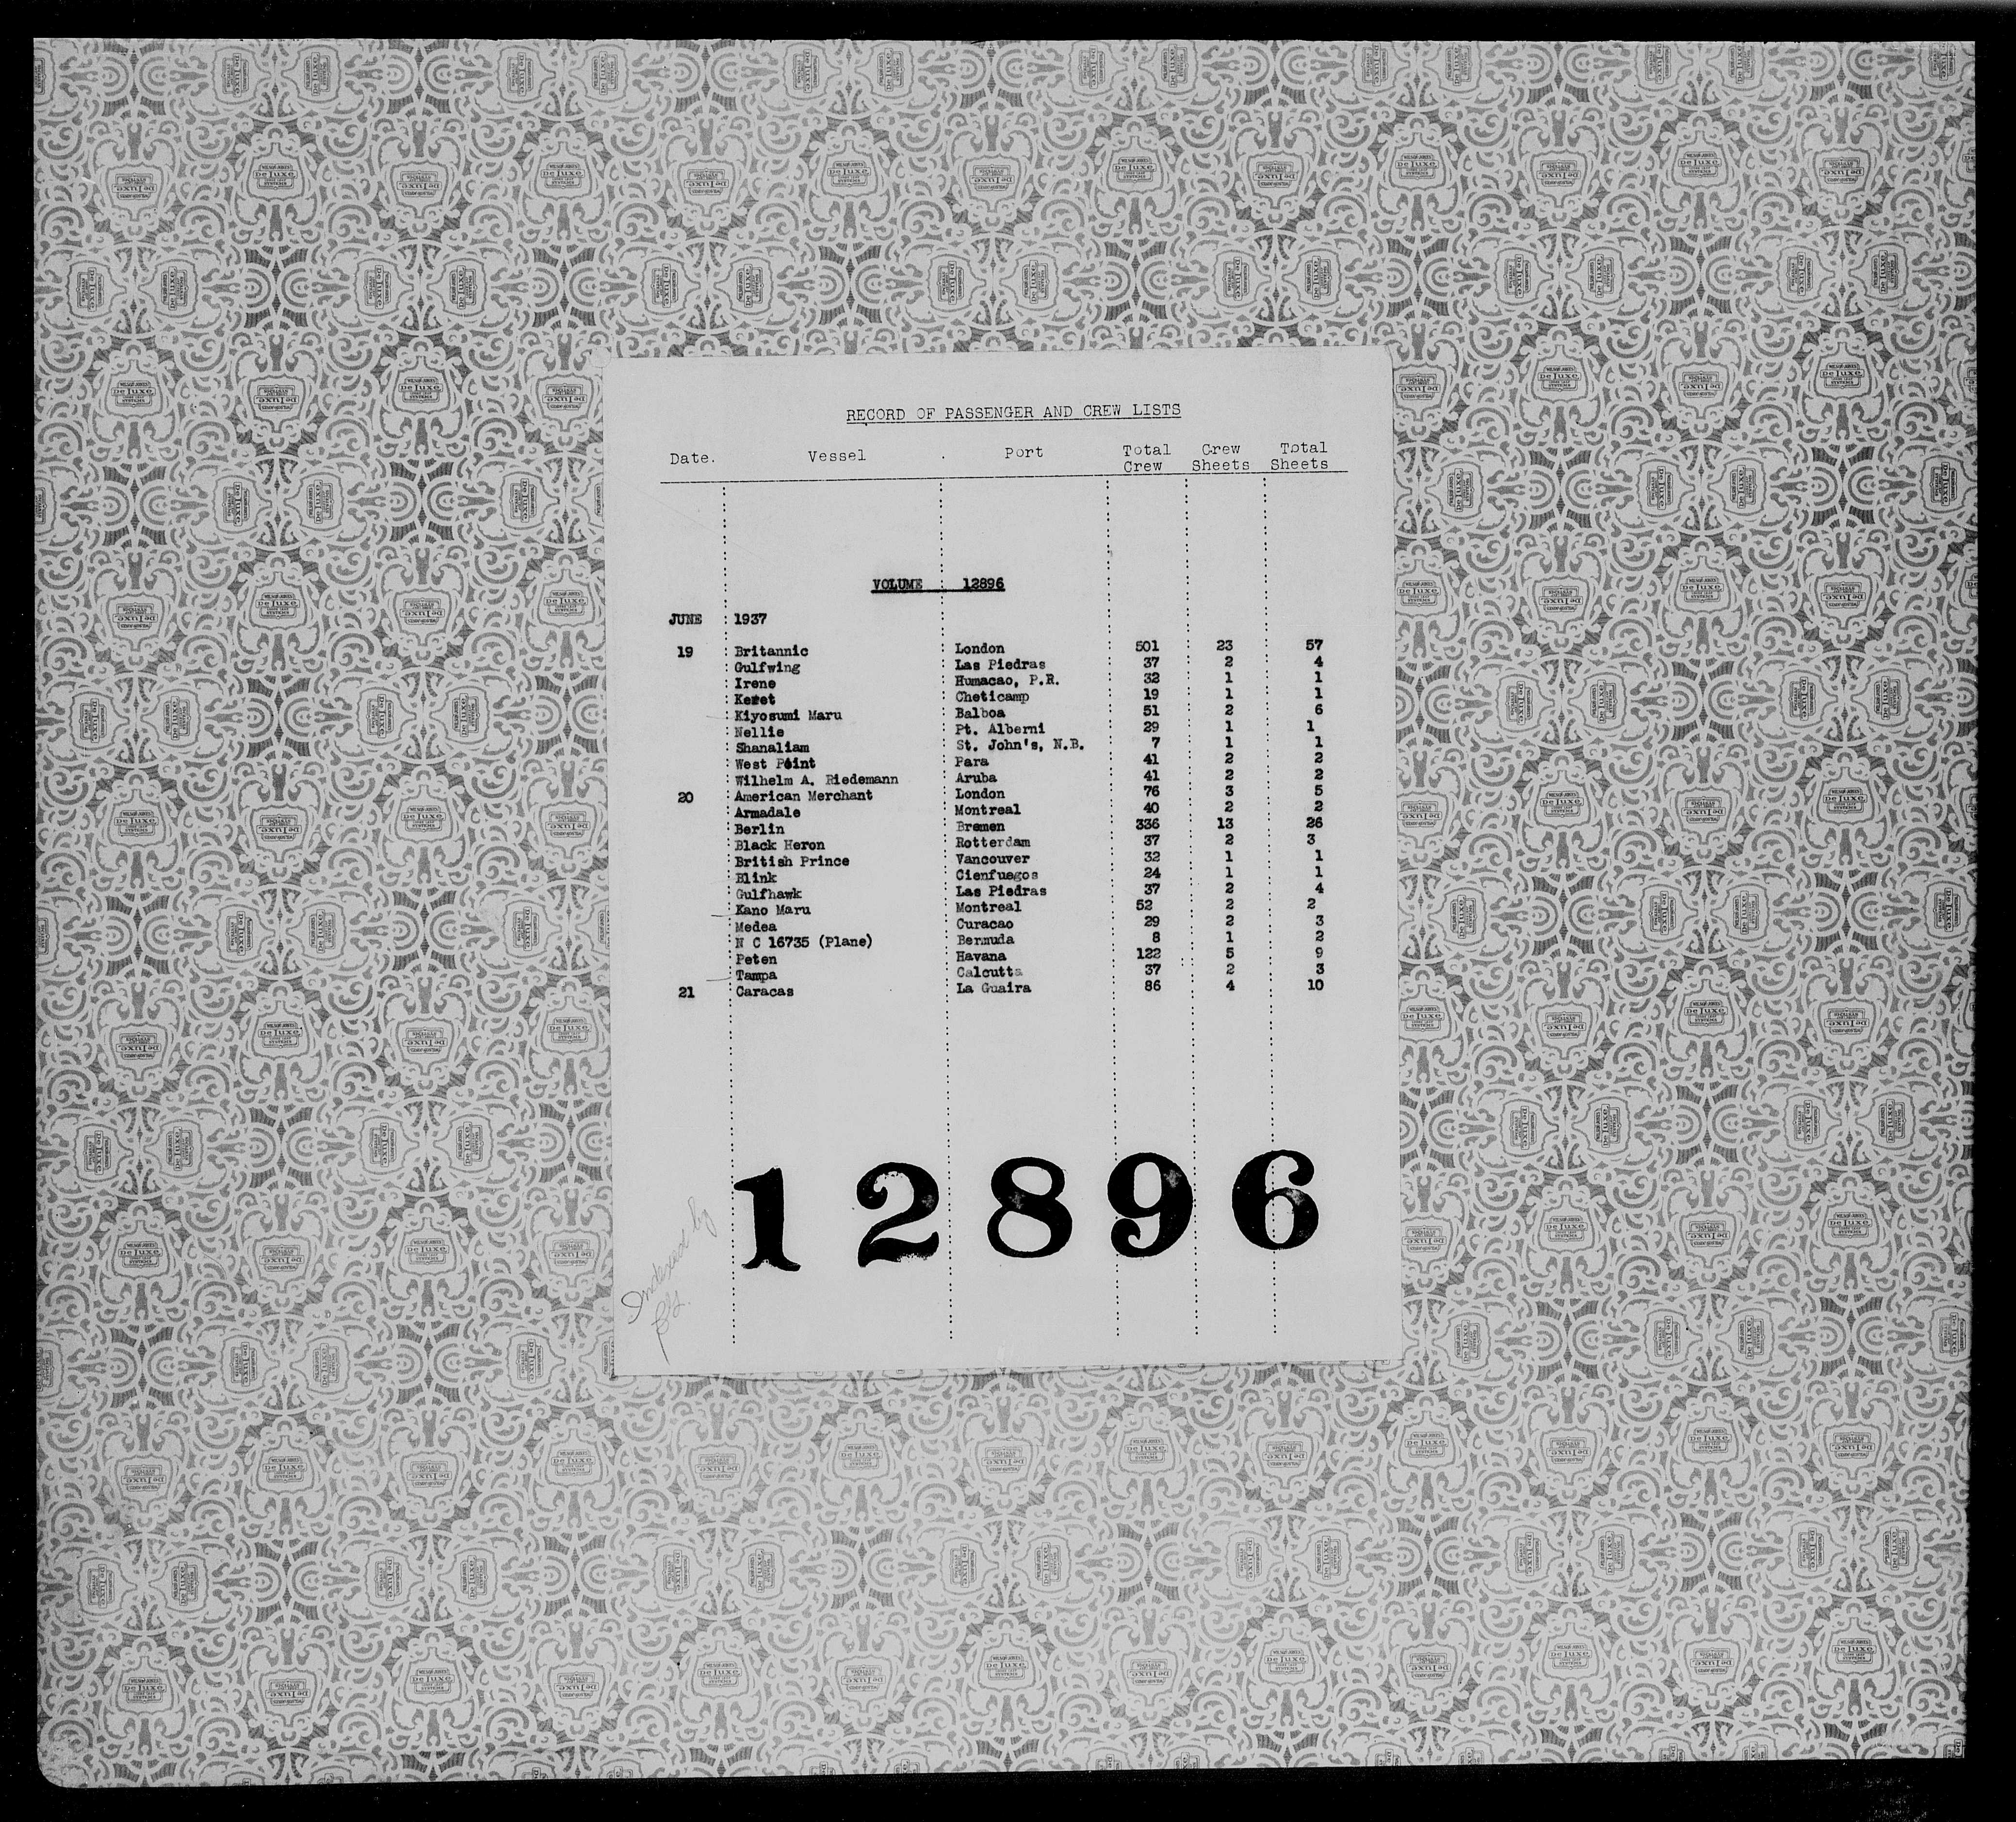 RECORD OF PASSENGER AND CREW LISTS
Date. Vessel Port Total Crew Crew Sheets Total Sheets
VOLUME 12896
JUNE 1937
19 Britannic London 501 23 57
Gulfwing Las Piedras 37 2 4
Irene Humacao, P.R. 32 1 1
Kezet Cheticamp 19 1 1
Kiyosumi Maru Balboa 51 2 6
Nellie Pt. Alberni 29 1 1
Shanaliam St. John's, N.B. 7 1 1
West Point Para 41 2 2
Wilhelm A. Riedemann Aruba 41 2 2
20 American Merchant London 76 3 5
Armadale Montreal 40 2 2
Berlin Bremen 336 13 26
Black Heron Rotterdam 37 2 3
British Prince Vancouver 32 1 1
Blink Cienfuegos 24 1 1
Gulfhawk Las Piedras 37 2 4
Kano Maru Montreal 52 2 2
Medea Curacao 29 2 3
N C 16735 (Plane) Bermuda 8 1 2
Peten Havana 122 5 9
Tampa Calcutta 37 2 3
21 Caracas La Guaira 86 4 10
12896
Indexed by